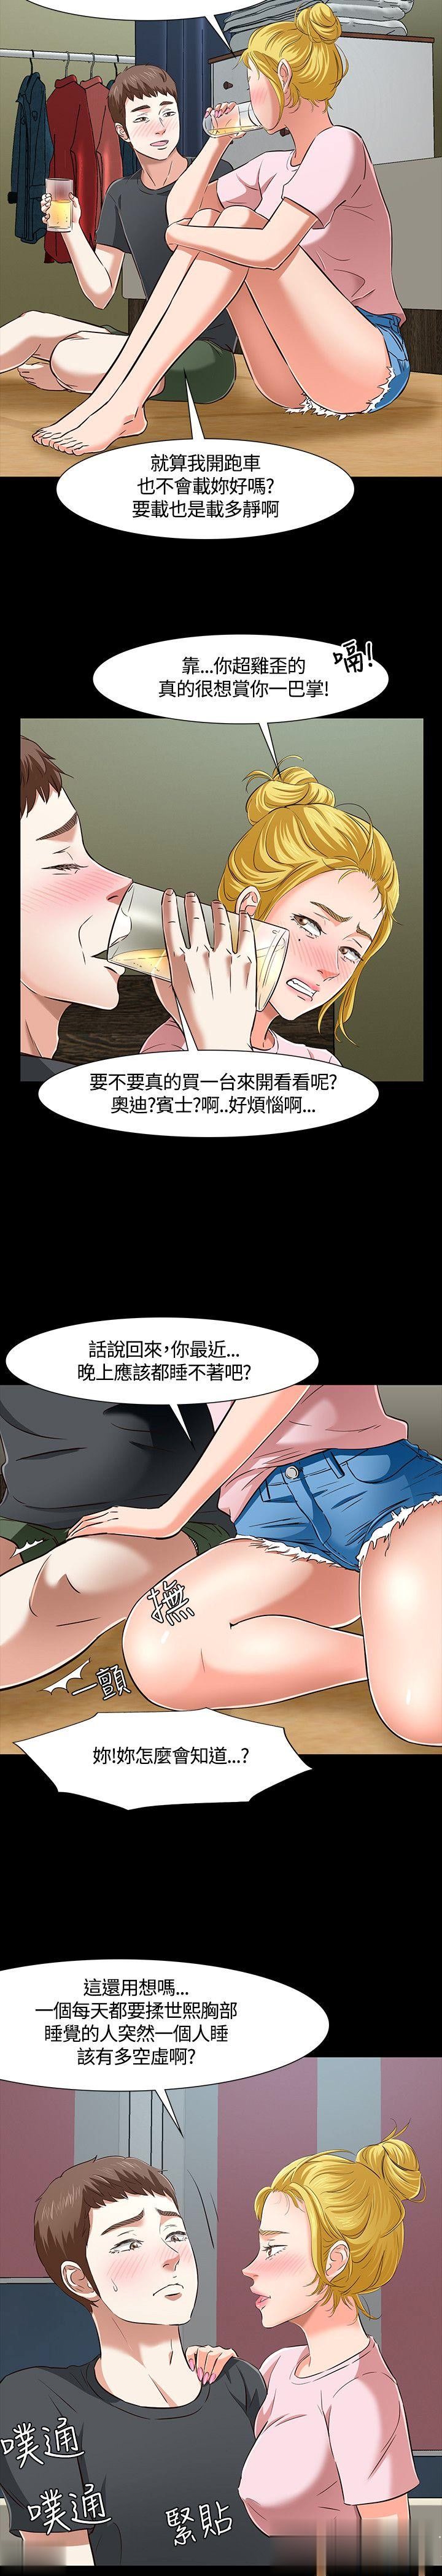 就算我開跑車
也不會載妳好嗎?
要載也是載多靜啊
嗝!
靠...你超雞歪的
真的很想賞你一巴掌!
要不要真的買一台來開看看呢?
奧迪?賓士?啊..好煩惱啊...
話說回來,你最近...
晚上應該都睡不著吧?
撫
一顫
妳!妳怎麼會知道...?
這還用想嗎...
一個每天都要揉世熙胸部
睡覺的人突然一個人睡
該有多空虛啊?
噗通
噗通
緊貼